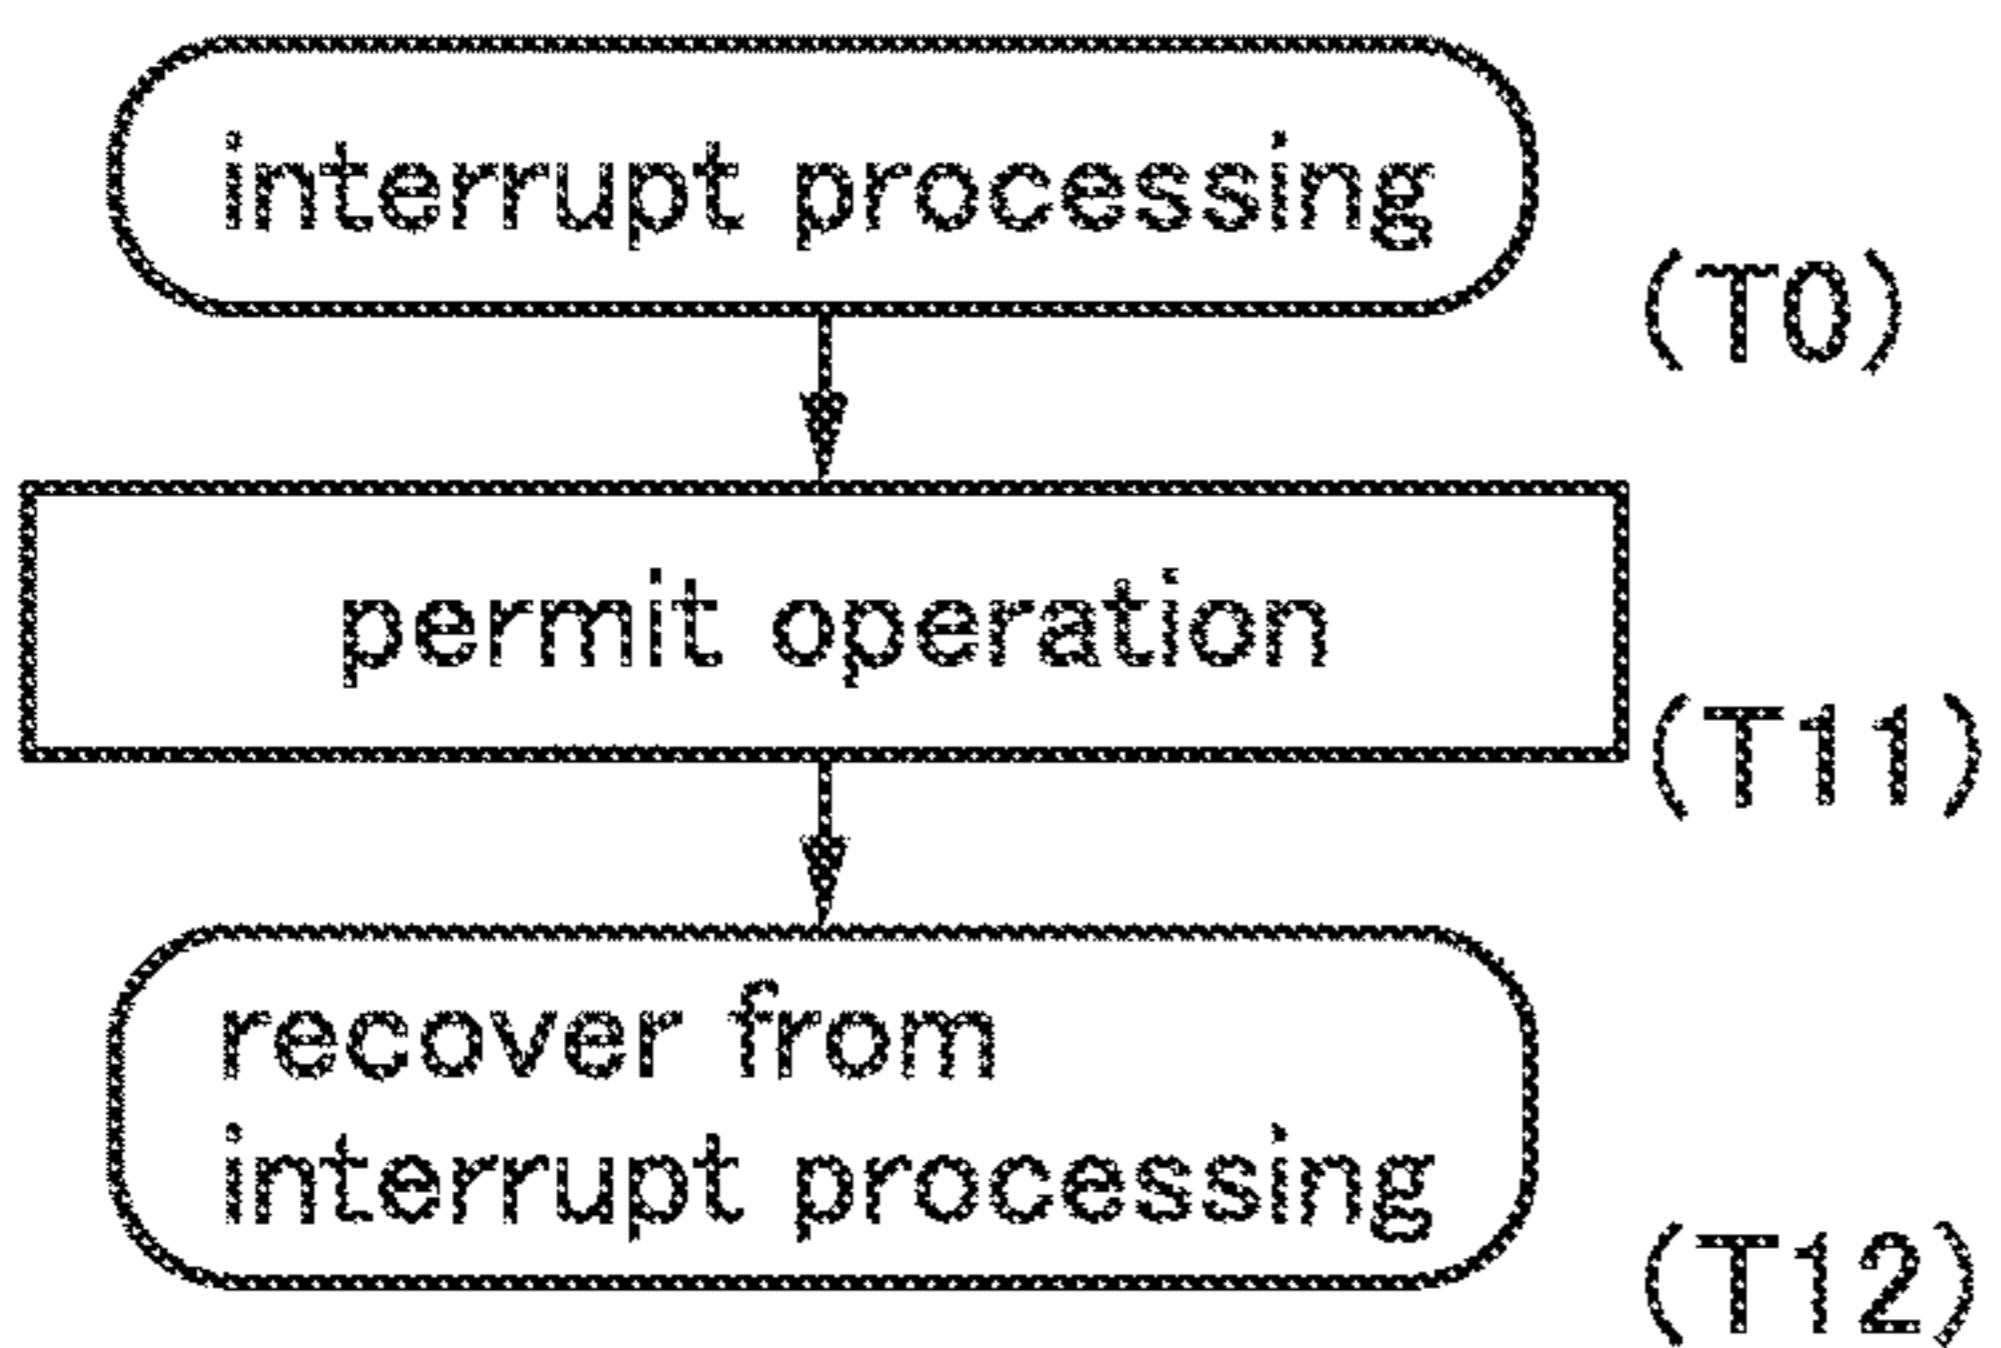 interrupt processing
(T0)
permit operation
(T11)
recover from
interrupt processing
(T12)